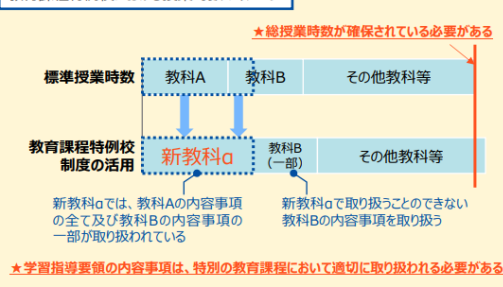 ★総授業時数が確保されている必要がある
標準授業時数
教科A
教科B
その他教科等
教育課程特例校
制度の活用
新教科α
教科B
（一部）
その他教科等
新教科αでは、教科Aの内容事項
の全て及び教科Bの内容事項の
一部が取り扱われている
新教科αで取り扱うことのできない
教科Bの内容事項を取り扱う
★学習指導要領の内容事項は、特別の教育課程において適切に取り扱われる必要がある